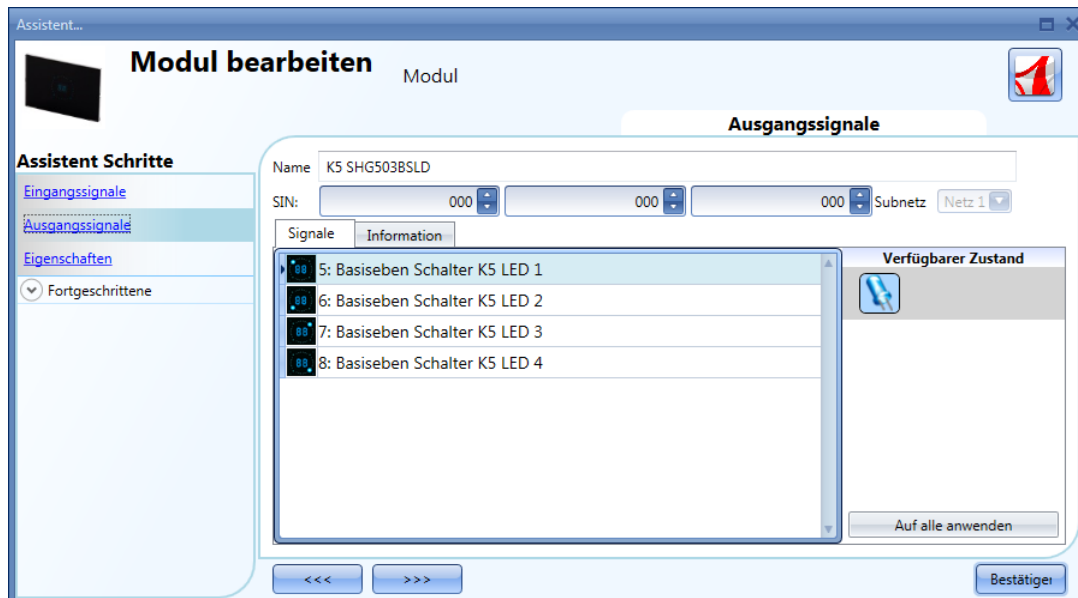 Assistent...
Modul bearbeiten
Modul
Ausgangssignale
Assistent Schritte
Eingangssignale
Ausgangssignale
Eigenschaften
Fortgeschrittene
Name K5 SHG503BSLD
SIN: 000 000 000 Subnetz Netz 1
Signale Information
5: Basiseben Schalter K5 LED 1
6: Basiseben Schalter K5 LED 2
7: Basiseben Schalter K5 LED 3
8: Basiseben Schalter K5 LED 4
Verfügbarer Zustand
Auf alle anwenden
<<< >>> Bestätiger